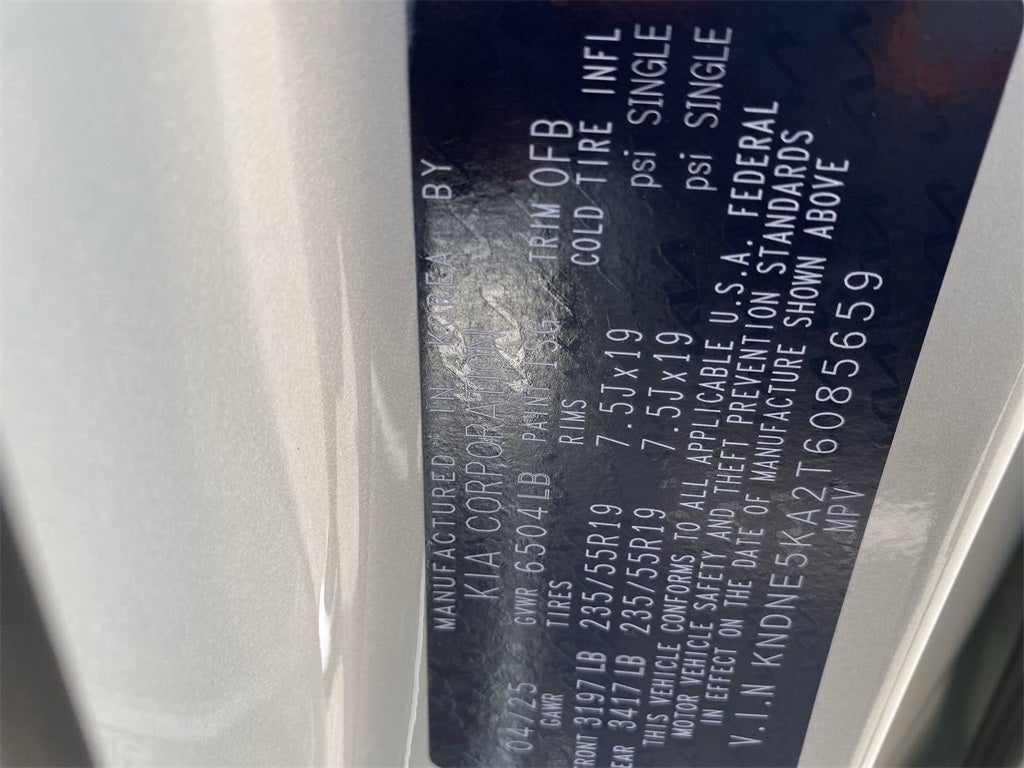 MANUFACTURED IN KOREA BY
KIA CORPORATION
04/25 GVWR 6504LB PAINT ISG TRIM OFB
GAWR TIRES RIMS COLD TIRE INFL
FRONT 3197LB 235/55R19 7.5Jx19 psi SINGLE
REAR 3417LB 235/55R19 7.5Jx19 psi SINGLE
THIS VEHICLE CONFORMS TO ALL APPLICABLE U.S.A. FEDERAL
MOTOR VEHICLE SAFETY AND THEFT PREVENTION STANDARDS
IN EFFECT ON THE DATE OF MANUFACTURE SHOWN ABOVE
V.I.N KNDNE5KA2T6085659
MPV